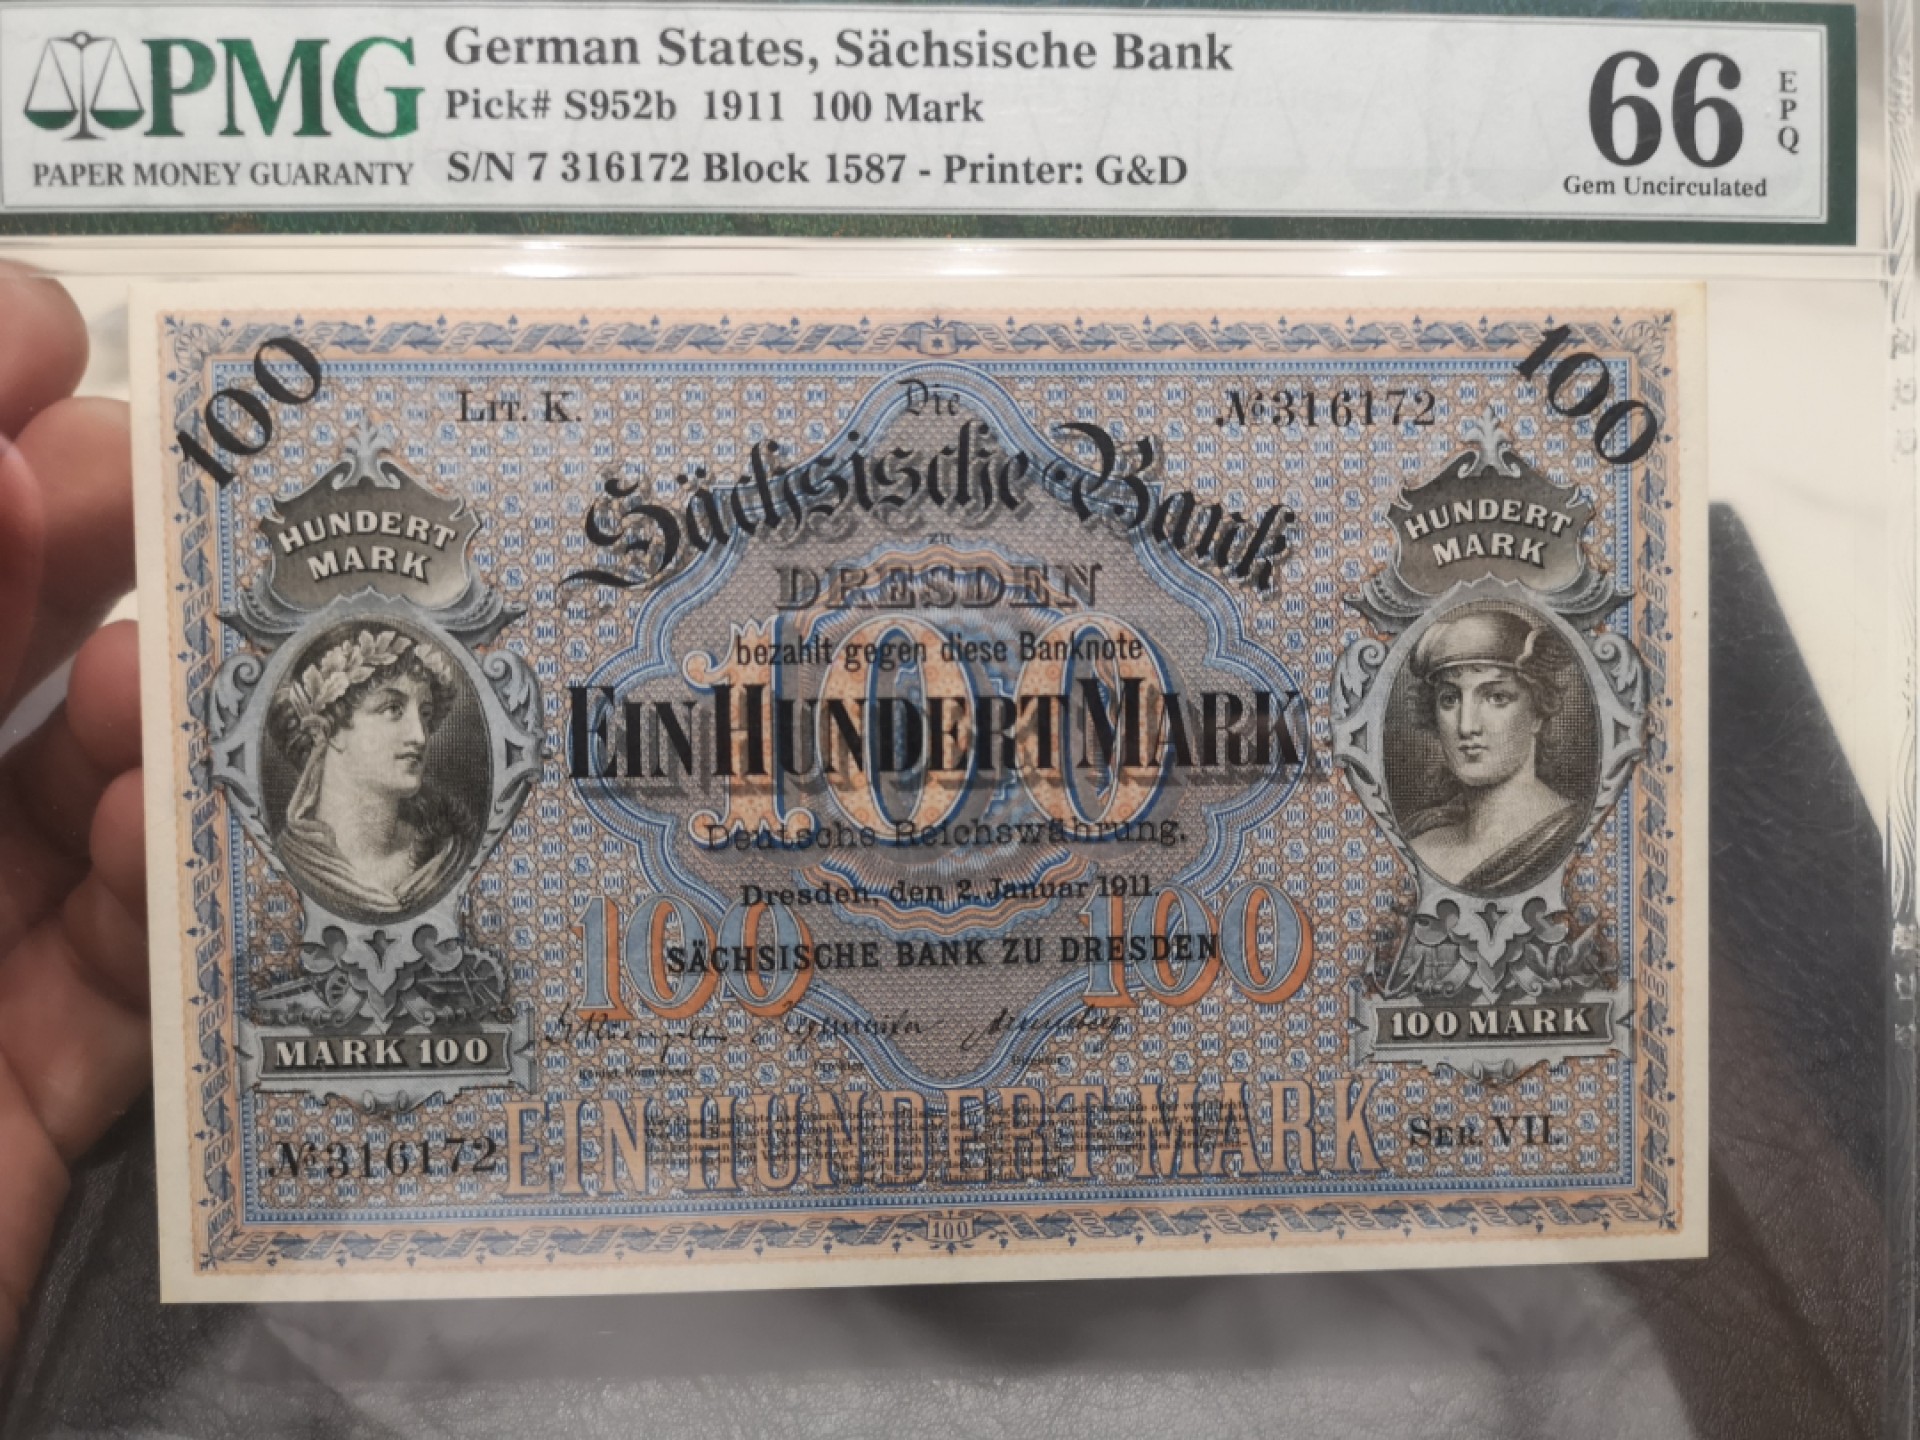 PMG
PAPER MONEY GUARANTY
German States, Sächsische Bank
Pick# S952b 1911 100 Mark
S/N 7 316172 Block 1587 - Printer: G&D
66
EPQ
Gem Uncirculated
100
100
LIT. K.
Die
№316172
Sächsische Bank
HUNDERT
MARK
HUNDERT
MARK
zu
DRESDEN
100
bezahlt gegen diese Banknote
EIN HUNDERT MARK
Deutsche Reichswährung.
Dresden, den 2. Januar 1911.
100
100
SÄCHSISCHE BANK ZU DRESDEN
MARK 100
100 MARK
EIN HUNDERT MARK
№316172
SER. VII.
100